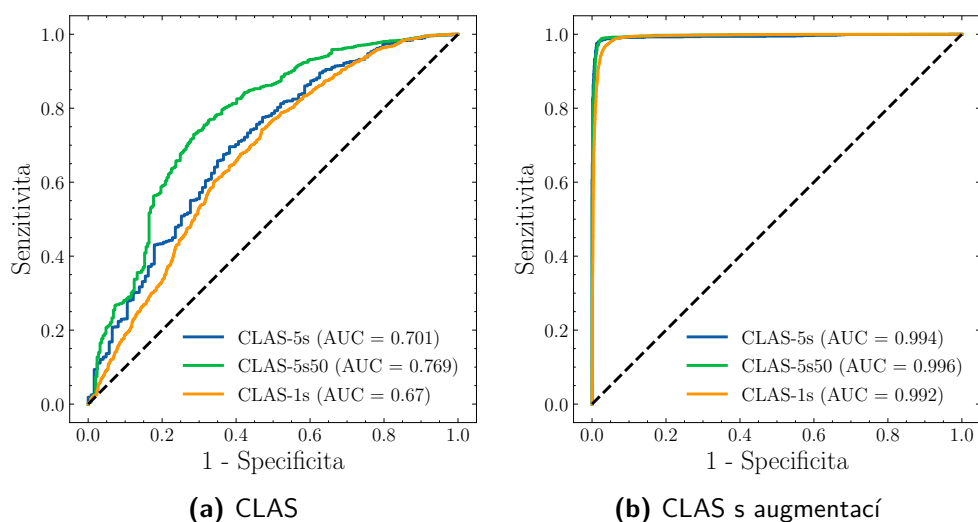 1.0
0.8
0.6
0.4
0.2
0.0
Senzitivita
0.0 0.2 0.4 0.6 0.8 1.0
1 - Specificita
CLAS-5s (AUC = 0.701)
CLAS-5s50 (AUC = 0.769)
CLAS-1s (AUC = 0.67)
(a) CLAS
1.0
0.8
0.6
0.4
0.2
0.0
Senzitivita
0.0 0.2 0.4 0.6 0.8 1.0
1 - Specificita
CLAS-5s (AUC = 0.994)
CLAS-5s50 (AUC = 0.996)
CLAS-1s (AUC = 0.992)
(b) CLAS s augmentací